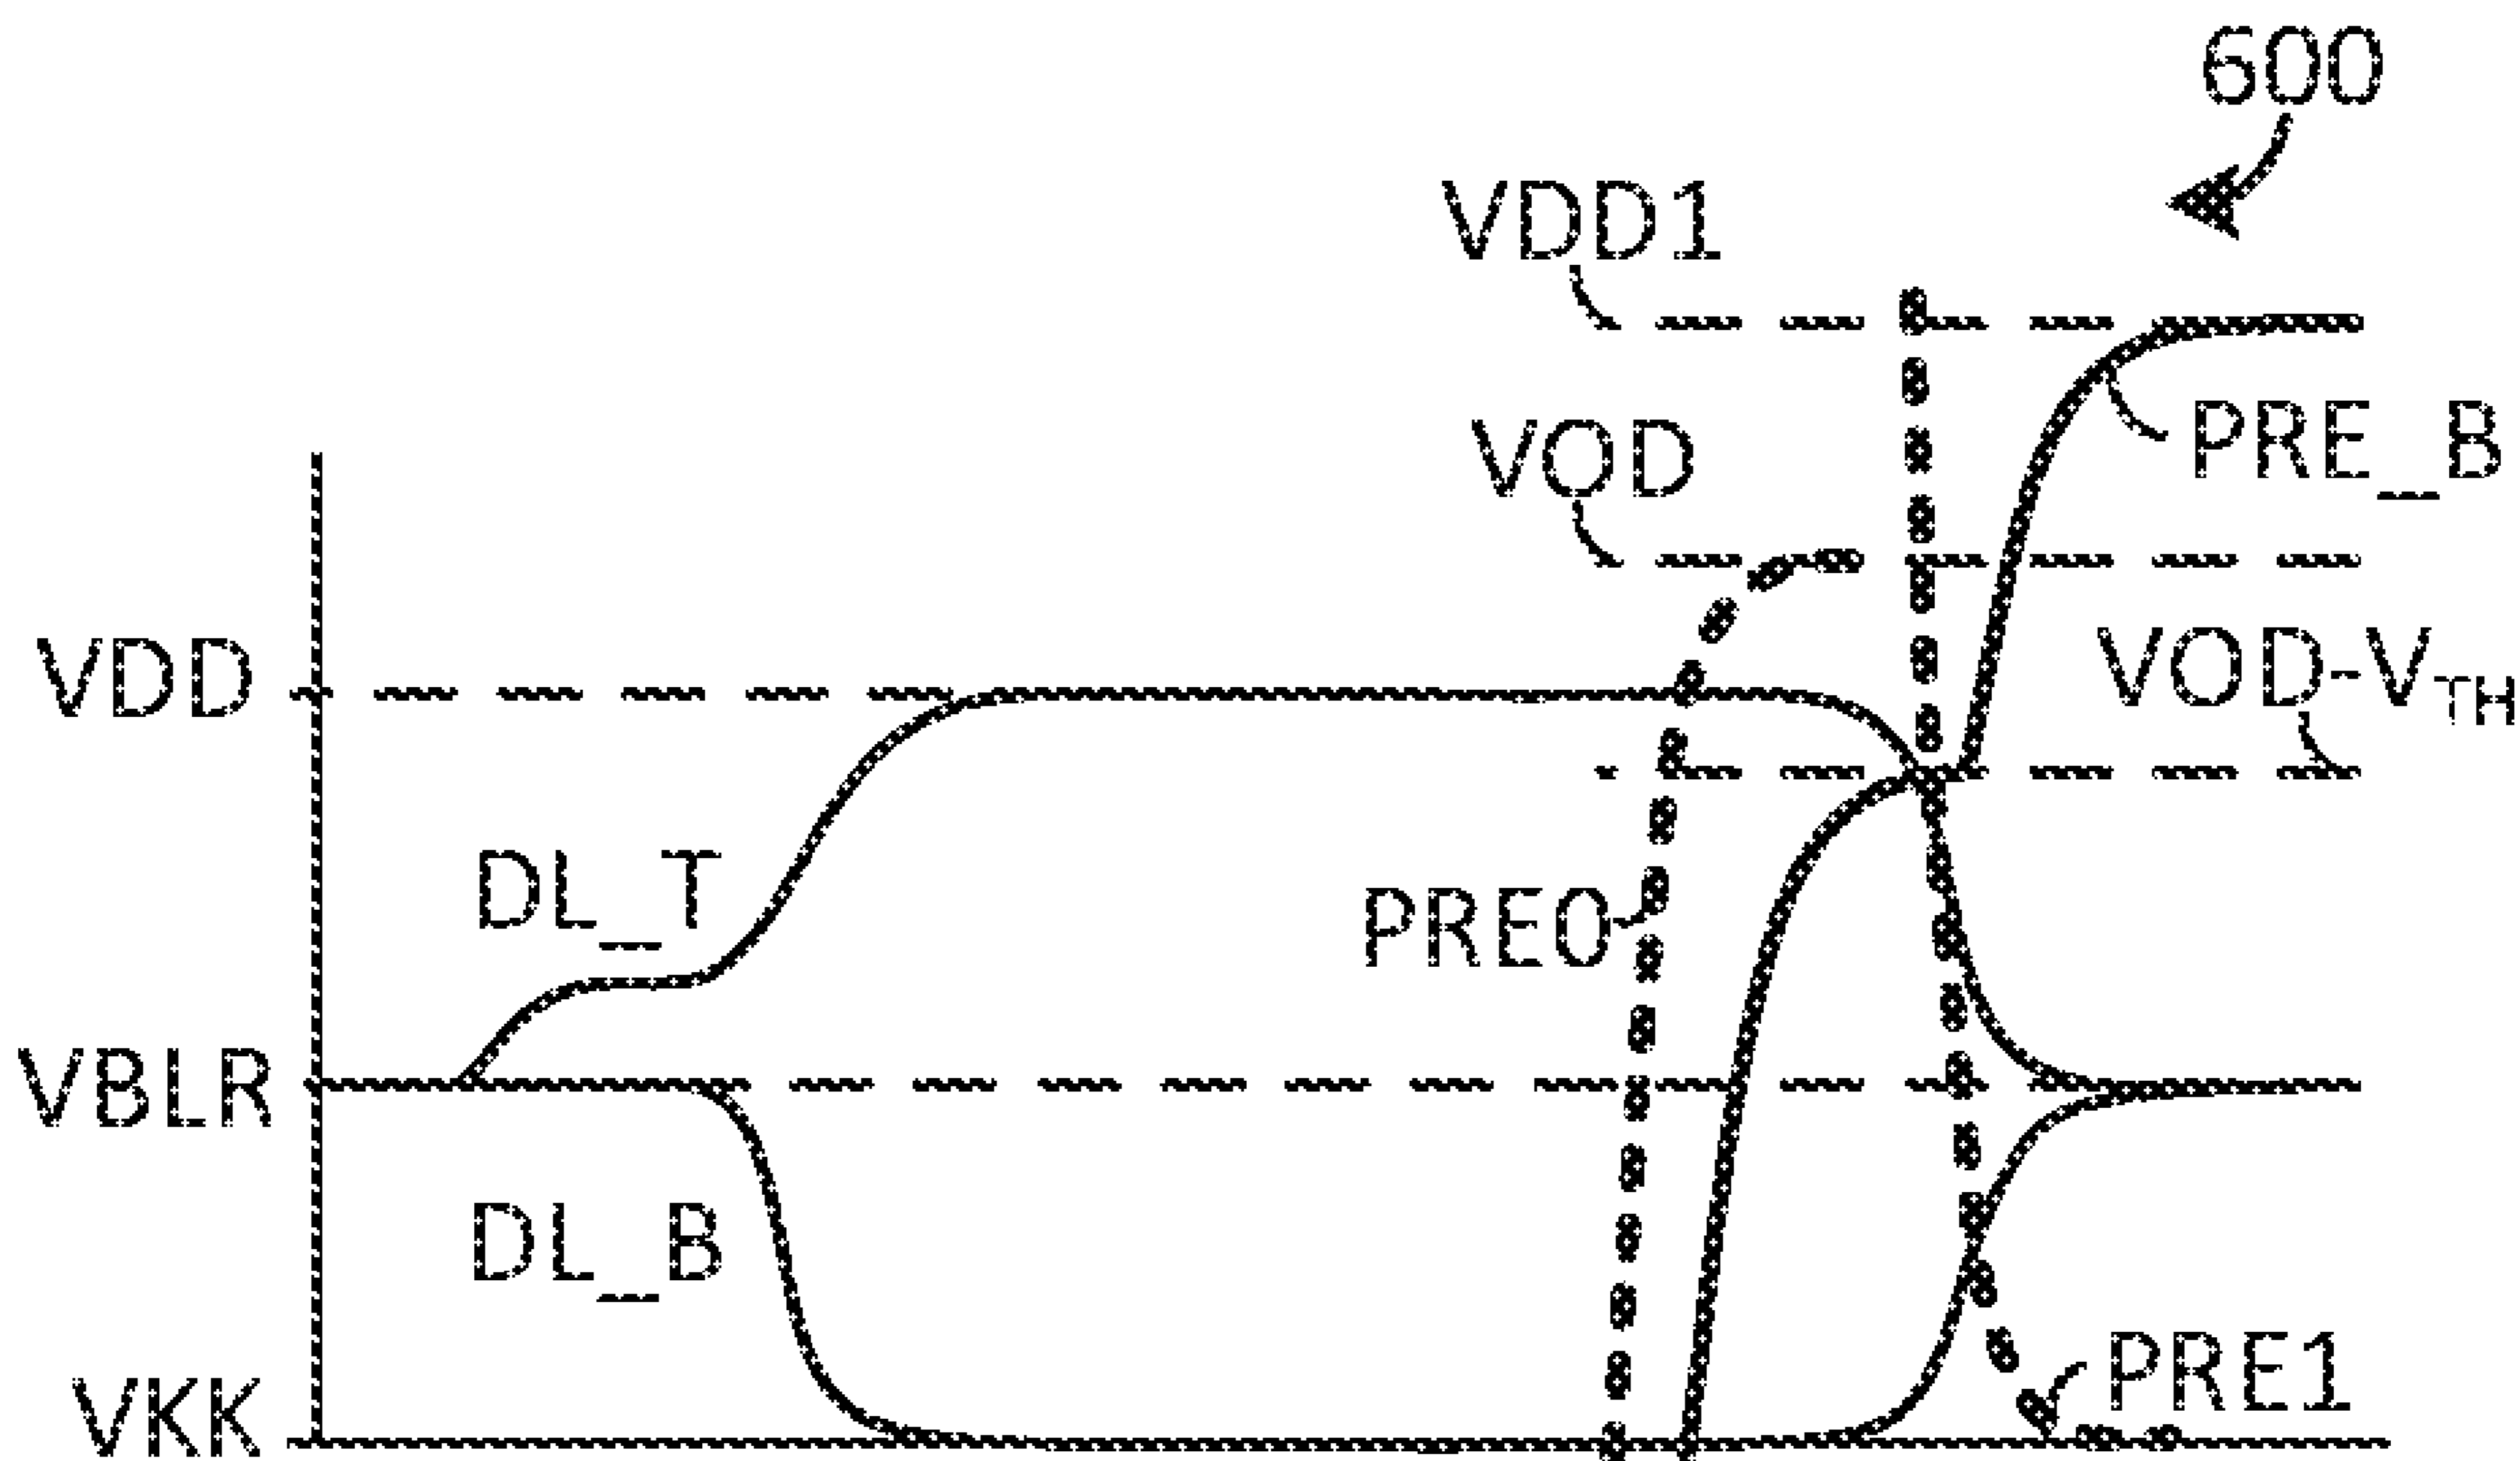 600
VDD1
PRE_B
VOD
VDD
VOD-VTH
DL_T
PRE0
VBLR
DL_B
PRE1
VKK